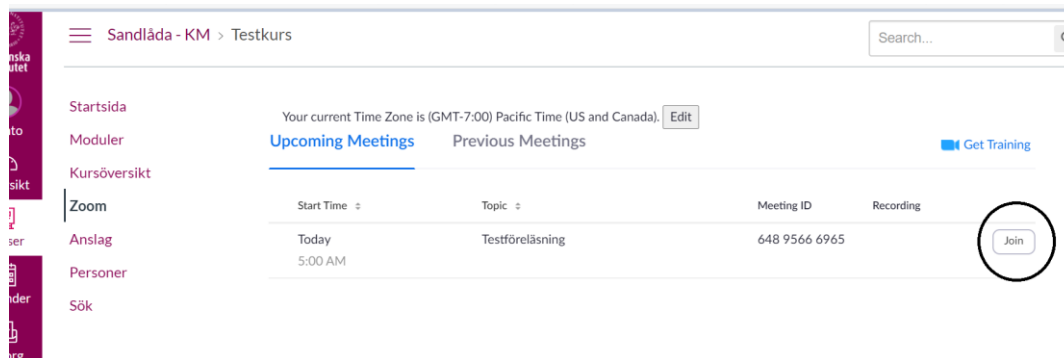 Sandlåda - KM > Testkurs
Search...
Startsida
Moduler
Kursöversikt
Zoom
Anslag
Personer
Sök
Your current Time Zone is (GMT-7:00) Pacific Time (US and Canada). Edit
Upcoming Meetings Previous Meetings
Get Training
Start Time Topic Meeting ID Recording
Today Testföreläsning 648 9566 6965 Join
5:00 AM